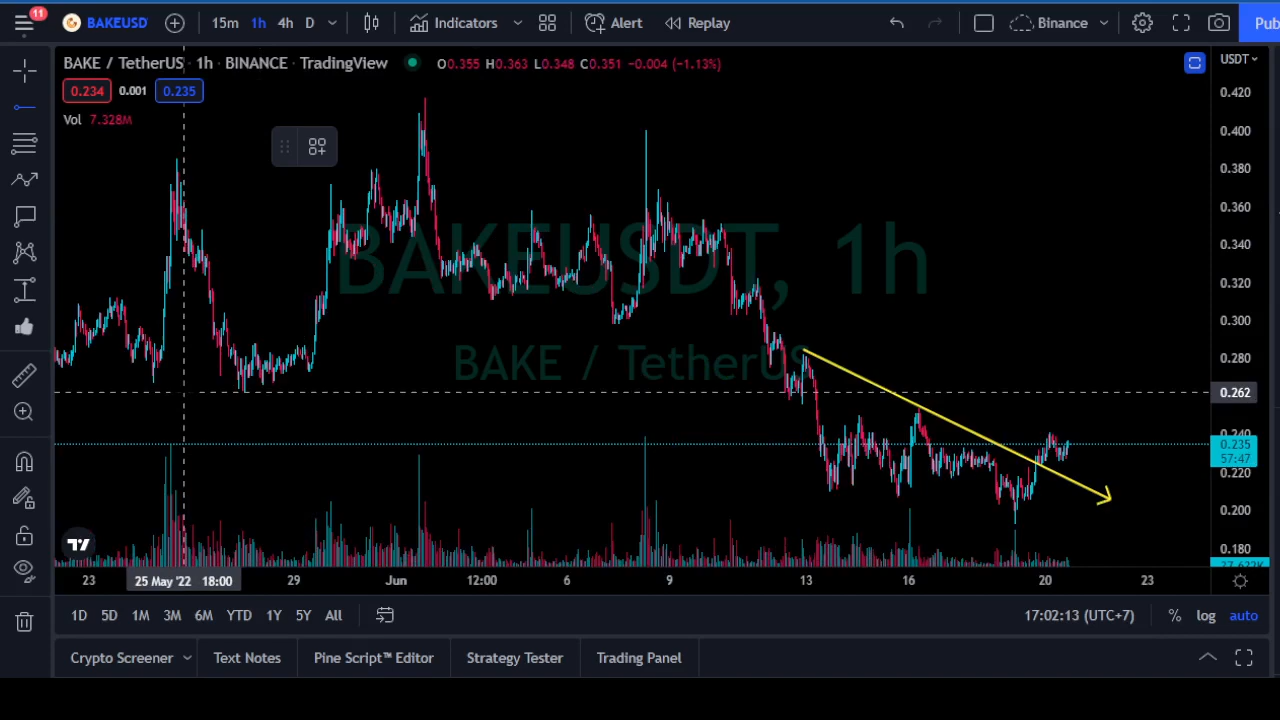 11 BAKEUSD 15m 1h 4h D Indicators Alert Replay Binance Pub
BAKE / TetherUS · 1h · BINANCE · TradingView O0.355 H0.363 L0.348 C0.351 −0.004 (−1.13%) USDT
0.234 0.001 0.235
Vol 7.328M
0.420
0.400
0.380
0.360
0.340
0.320
0.300
0.280
0.262
0.240
0.235
57:47
0.220
0.200
0.180
BAKEUSDT, 1h
BAKE / TetherUS
23 25 May '22 18:00 29 Jun 12:00 6 9 13 16 20 23
1D 5D 1M 3M 6M YTD 1Y 5Y All 17:02:13 (UTC+7) % log auto
Crypto Screener Text Notes Pine Script™ Editor Strategy Tester Trading Panel